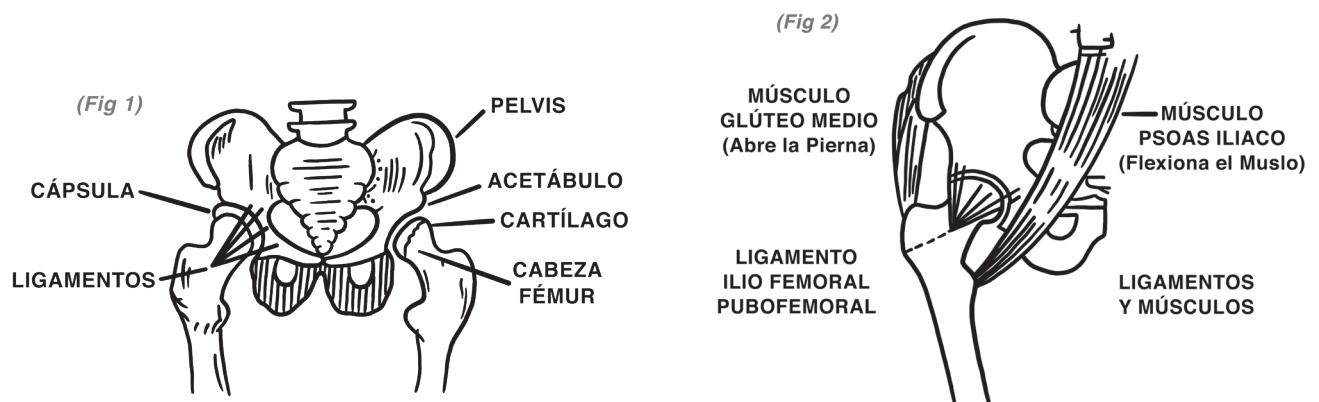 (Fig 1)
PELVIS
CÁPSULA
ACETÁBULO
CARTÍLAGO
LIGAMENTOS
CABEZA
FÉMUR
(Fig 2)
MÚSCULO
GLÚTEO MEDIO
(Abre la Pierna)
MÚSCULO
PSOAS ILIACO
(Flexiona el Muslo)
LIGAMENTO
ILIO FEMORAL
PUBOFEMORAL
LIGAMENTOS
Y MÚSCULOS